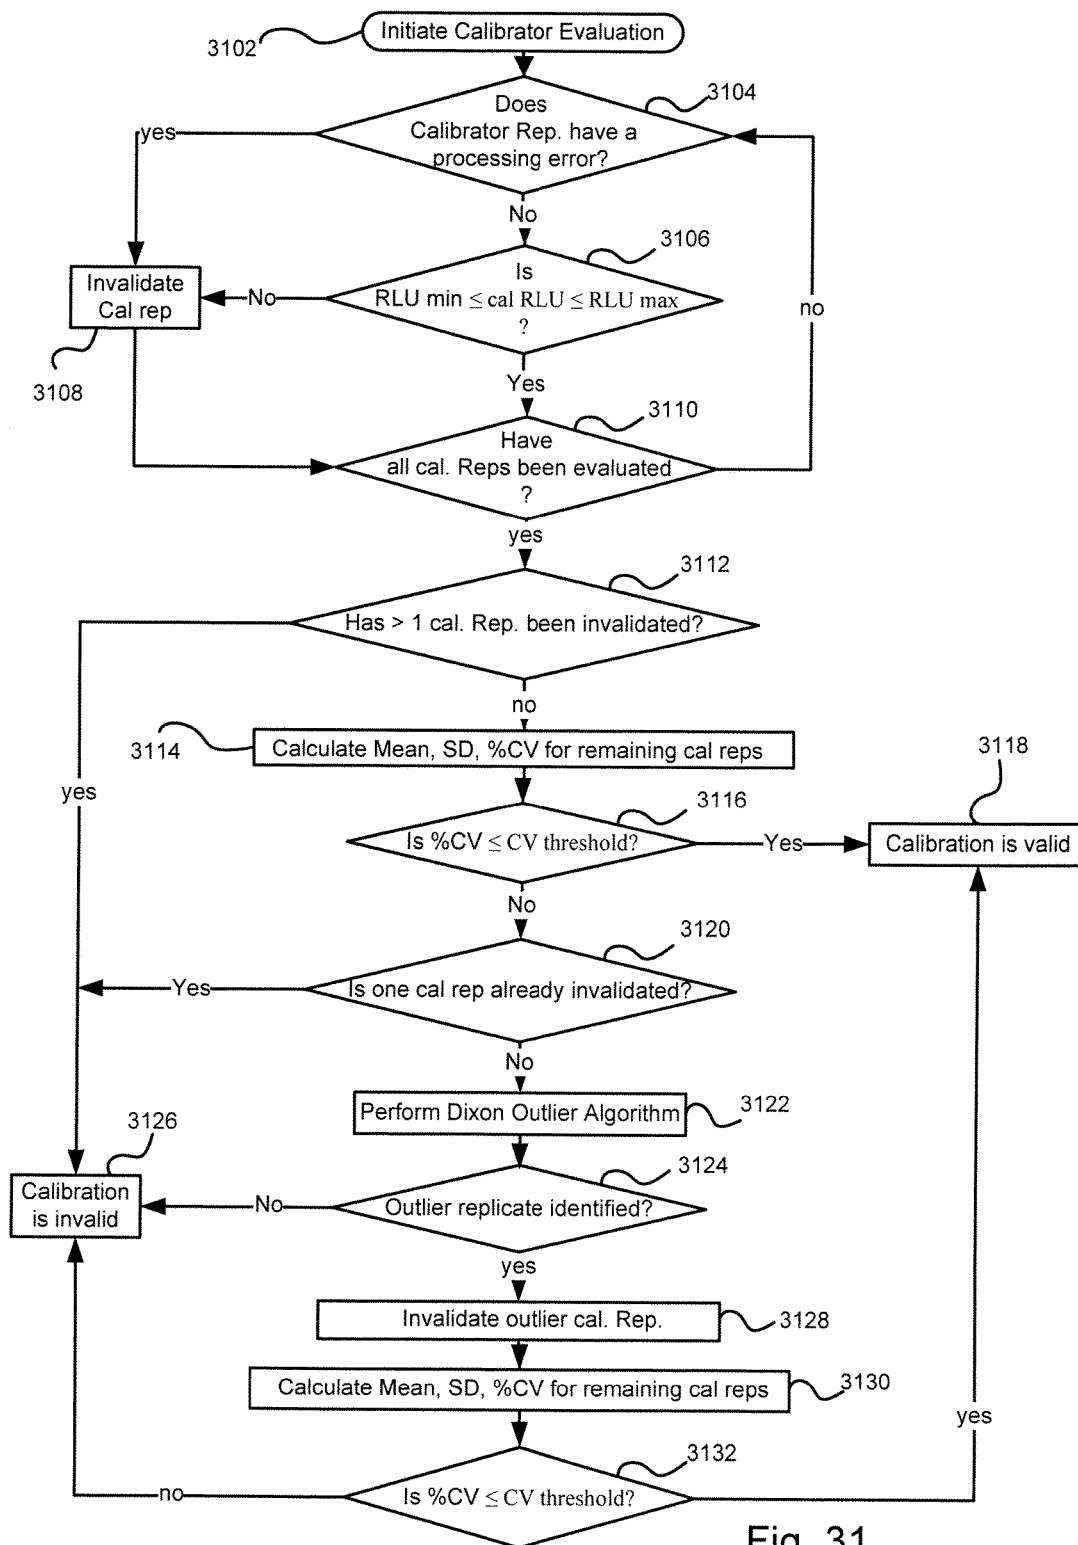 Initiate Calibrator Evaluation
3102
3104
Does
Calibrator Rep. have a
processing error?
yes
No
3106
Is
RLU min ≤ cal RLU ≤ RLU max
?
No
Invalidate
Cal rep
no
3108
Yes
3110
Have
all cal. Reps been evaluated
?
yes
3112
Has > 1 cal. Rep. been invalidated?
no
3114
Calculate Mean, SD, %CV for remaining cal reps
yes
3118
3116
Is %CV ≤ CV threshold?
Yes
Calibration is valid
No
3120
Is one cal rep already invalidated?
Yes
No
Perform Dixon Outlier Algorithm
3122
3126
3124
Calibration
is invalid
No
Outlier replicate identified?
yes
Invalidate outlier cal. Rep.
3128
Calculate Mean, SD, %CV for remaining cal reps
3130
yes
3132
no
Is %CV ≤ CV threshold?
Fig. 31